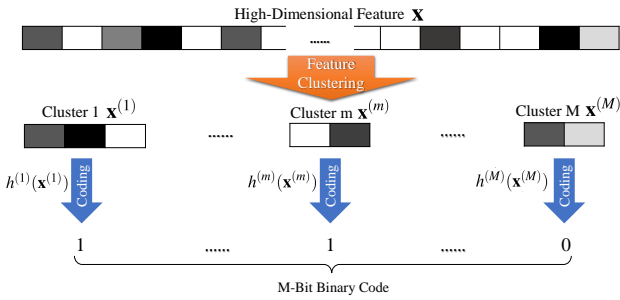 High-Dimensional Feature x
......
Feature
Clustering
Cluster 1 x^(1) ...... Cluster m x^(m) ...... Cluster M x^(M)
h^(1)(x^(1)) Coding h^(m)(x^(m)) Coding h^(M)(x^(M)) Coding
1 ...... 1 ...... 0
M-Bit Binary Code